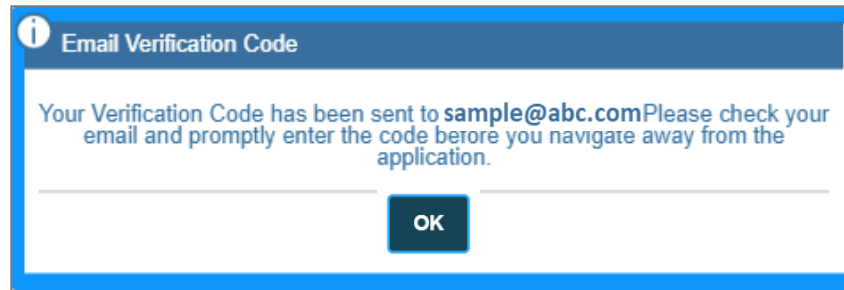 i
Email Verification Code
Your Verification Code has been sent to sample@abc.comPlease check your
email and promptly enter the code before you navigate away from the
application.
OK